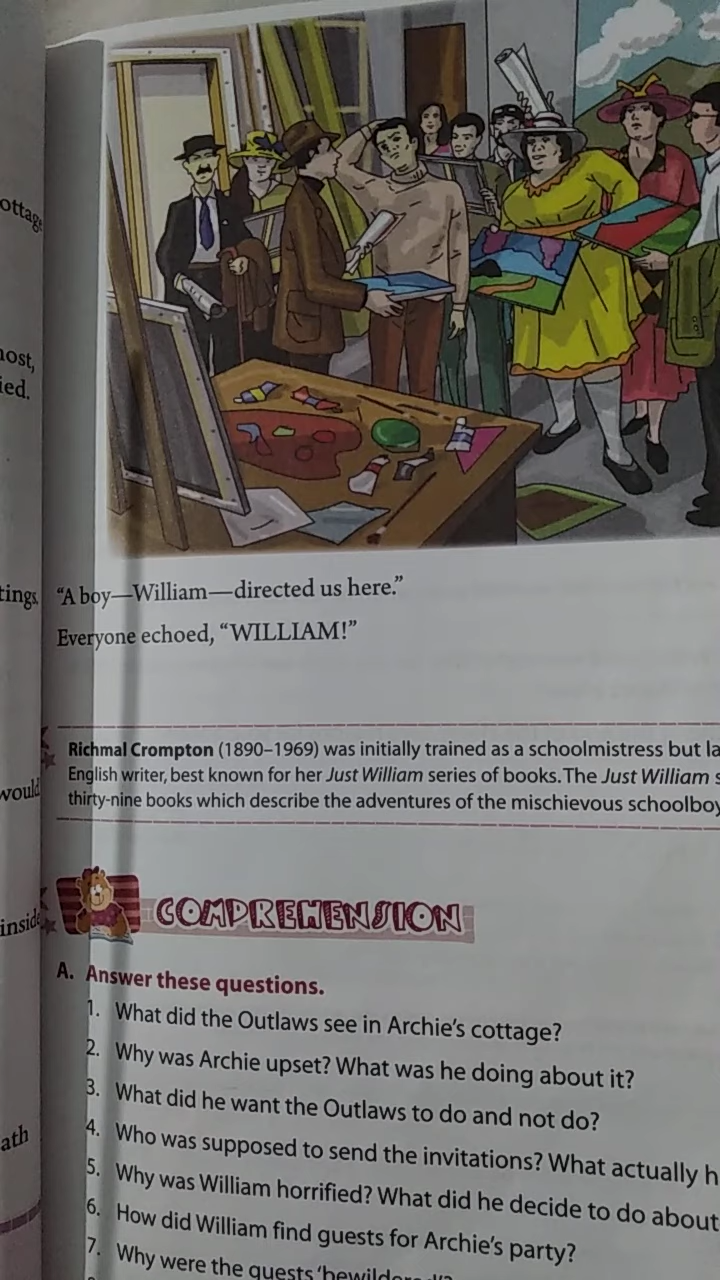 ottage
ied.
tings.
would
inside
ath
"A boy—William—directed us here."
Everyone echoed, "WILLIAM!"
Richmal Crompton (1890–1969) was initially trained as a schoolmistress but la
English writer, best known for her Just William series of books. The Just William s
thirty-nine books which describe the adventures of the mischievous schoolboy
COMPREHENSION
A. Answer these questions.
1. What did the Outlaws see in Archie's cottage?
2. Why was Archie upset? What was he doing about it?
3. What did he want the Outlaws to do and not do?
4. Who was supposed to send the invitations? What actually h
5. Why was William horrified? What did he decide to do about
6. How did William find guests for Archie's party?
7. Why were the guests 'bewildered'?